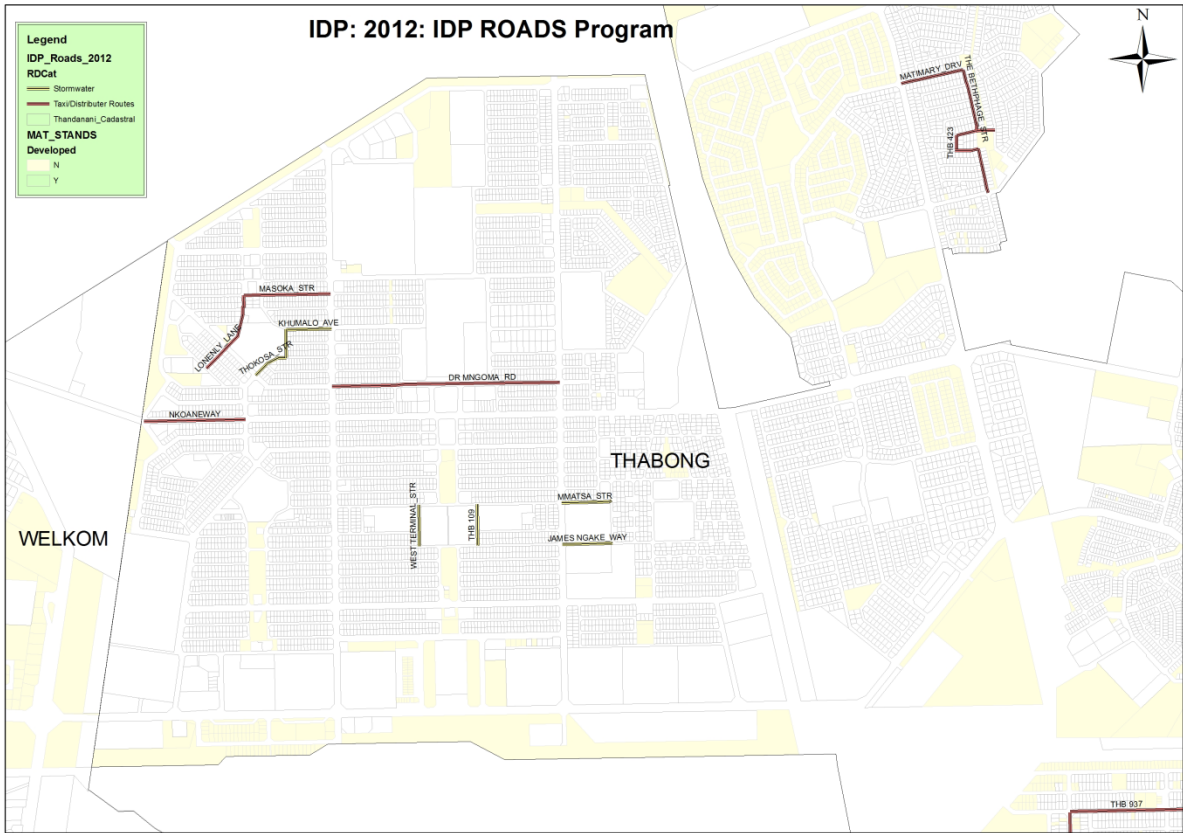 IDP: 2012: IDP ROADS Program
N
Legend
IDP_Roads_2012
RDCat
Stormwater
Taxi/Distributer Routes
Thandanani_Cadastral
MAT_STANDS
Developed
N
Y
MATIMARY_DRV
THE BETHPHAGE_STR
THB 423
MASOKA_STR
LONENLY_LANE
KHUMALO_AVE
THOKOSA_STR
DR MNGOMA_RD
NKOANEWAY
THABONG
WEST TERMINAL_STR
THB 109
MMATSA_STR
JAMES NGAKE_WAY
WELKOM
THB 937